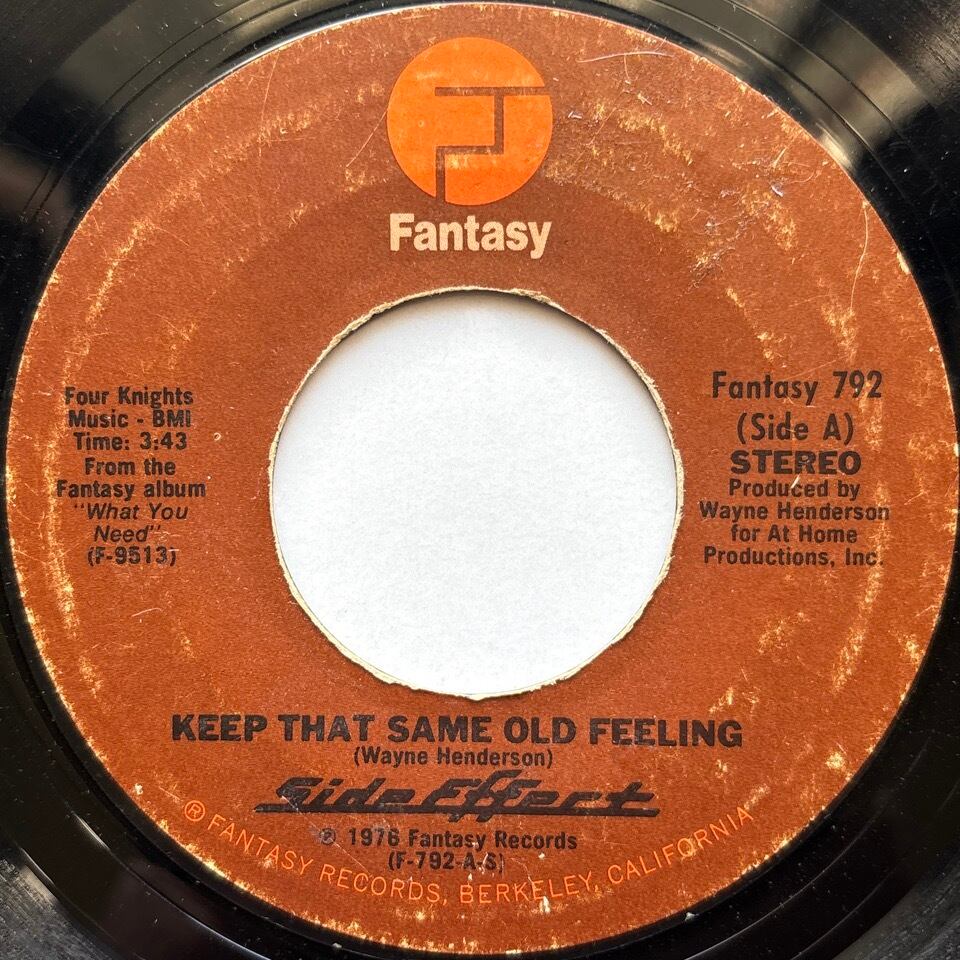 Fantasy
Four Knights
Music - BMI
Time: 3:43
From the
Fantasy album
"What You
Need"
(F-9513)
Fantasy 792
(Side A)
STEREO
Produced by
Wayne Henderson
for At Home
Productions, Inc.
KEEP THAT SAME OLD FEELING
(Wayne Henderson)
Side Effect
℗ 1976 Fantasy Records
(F-792-A-S)
® FANTASY RECORDS, BERKELEY, CALIFORNIA